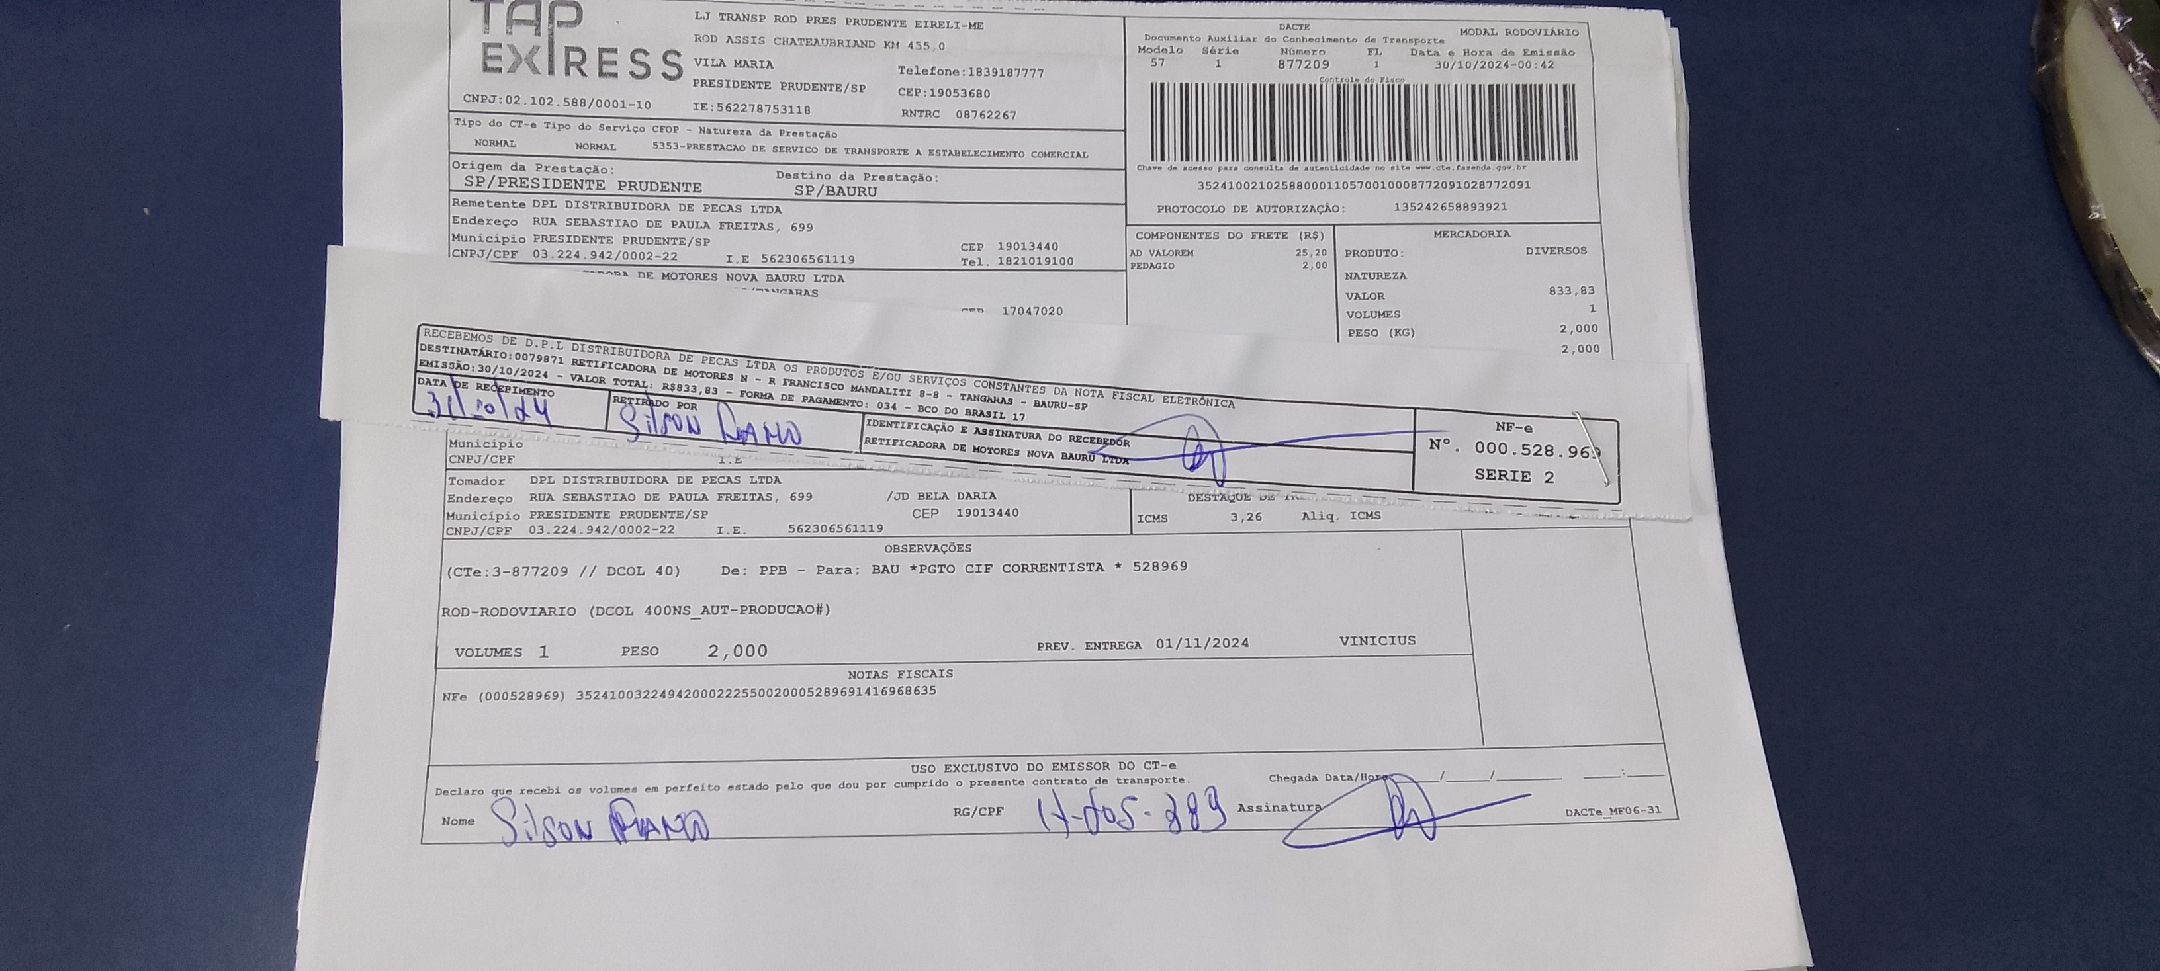 TAP
EXPRESS
LJ TRANSP ROD PRES PRUDENTE EIRELI-ME
ROD ASSIS CHATEAUBRIAND KM 455,0
VILA MARIA
Telefone:1839187777
PRESIDENTE PRUDENTE/SP
CEP:19053680
CNPJ:02.102.588/0001-10
IE:562278753118
RNTRC 08762267
DACTE
Documento Auxiliar do Conhecimento de Transporte
MODAL RODOVIÁRIO
Modelo Série Número FL Data e Hora de Emissão
57 1 877209 1 30/10/2024-00:42
Controle do Fisco
Chave de acesso para consulta de autenticidade no site www.cte.fazenda.gov.br
35241002102588000110570010008772091028772091
PROTOCOLO DE AUTORIZAÇÃO: 135242658893921
Tipo do CT-e Tipo do Serviço CFOP - Natureza da Prestação
NORMAL NORMAL 5353-PRESTACAO DE SERVICO DE TRANSPORTE A ESTABELECIMENTO COMERCIAL
Origem da Prestação:
SP/PRESIDENTE PRUDENTE
Destino da Prestação:
SP/BAURU
Remetente DPL DISTRIBUIDORA DE PECAS LTDA
Endereço RUA SEBASTIAO DE PAULA FREITAS, 699
Município PRESIDENTE PRUDENTE/SP
CEP 19013440
CNPJ/CPF 03.224.942/0002-22 I.E 562306561119 Tel. 1821019100
DE MOTORES NOVA BAURU LTDA
17047020
COMPONENTES DO FRETE (R$)
AD VALOREM 25,20
PEDAGIO 2,00
MERCADORIA
PRODUTO: DIVERSOS
NATUREZA
VALOR 833,83
VOLUMES 1
PESO (KG) 2,000
2,000
RECEBEMOS DE D.P.L DISTRIBUIDORA DE PECAS LTDA OS PRODUTOS E/OU SERVIÇOS CONSTANTES DA NOTA FISCAL ELETRÔNICA
DESTINATÁRIO:0079871 RETIFICADORA DE MOTORES N - R FRANCISCO MANDALITI 8-8 - TANGARAS - BAURU-SP
EMISSÃO:30/10/2024 - VALOR TOTAL: R$833,83 - FORMA DE PAGAMENTO: 034 - BCO DO BRASIL 17
DATA DE RECEBIMENTO
31/10/24
RETIRADO POR
IDENTIFICAÇÃO E ASSINATURA DO RECEBEDOR
RETIFICADORA DE MOTORES NOVA BAURU LTDA
NF-e
Nº. 000.528.969
SERIE 2
Município
CNPJ/CPF I.E
Tomador DPL DISTRIBUIDORA DE PECAS LTDA
Endereço RUA SEBASTIAO DE PAULA FREITAS, 699 /JD BELA DARIA
Município PRESIDENTE PRUDENTE/SP CEP 19013440
CNPJ/CPF 03.224.942/0002-22 I.E. 562306561119
DESTAQUE DE
ICMS 3,26 Aliq. ICMS
OBSERVAÇÕES
(CTe:3-877209 // DCOL 40) De: PPB - Para: BAU *PGTO CIF CORRENTISTA * 528969
ROD-RODOVIARIO (DCOL 400NS_AUT-PRODUCAO#)
VOLUMES 1 PESO 2,000 PREV. ENTREGA 01/11/2024 VINICIUS
NOTAS FISCAIS
NFe (000528969) 35241003224942000222550020005289691416968635
USO EXCLUSIVO DO EMISSOR DO CT-e
Declaro que recebi os volumes em perfeito estado pelo que dou por cumprido o presente contrato de transporte.
Chegada Data/Hora
Nome
RG/CPF
Assinatura
DACTe_MF06-31